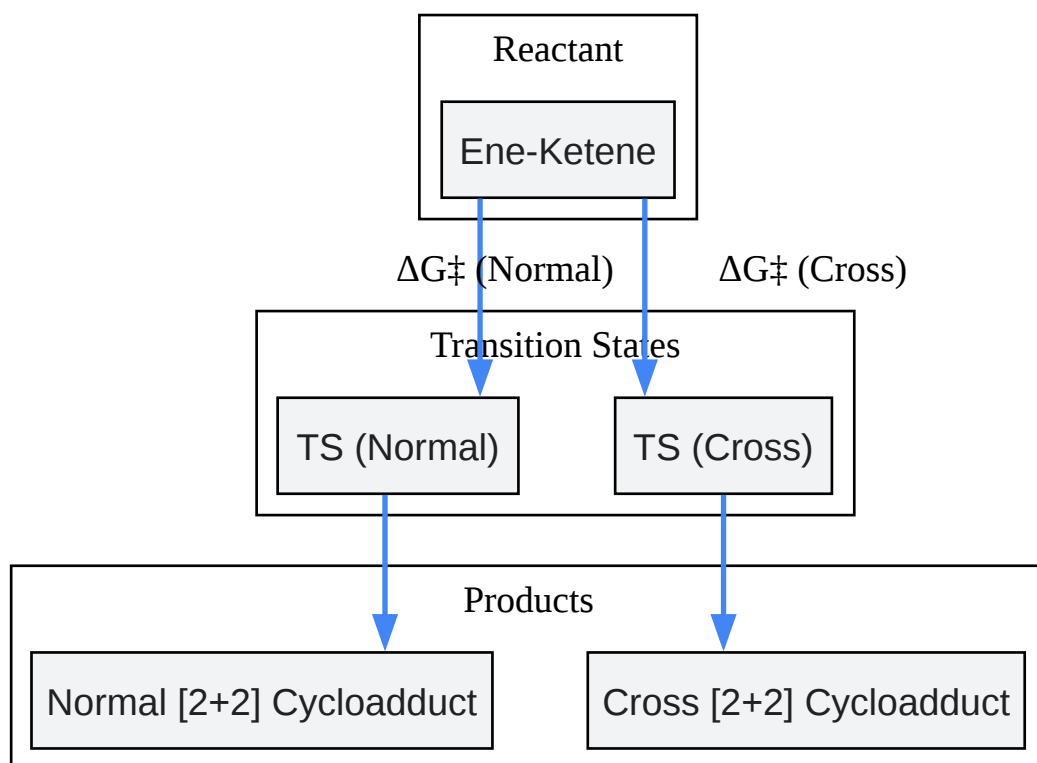 Reactant
Ene-Ketene
ΔG‡ (Normal)
ΔG‡ (Cross)
Transition States
TS (Normal)
TS (Cross)
Products
Normal [2+2] Cycloadduct
Cross [2+2] Cycloadduct